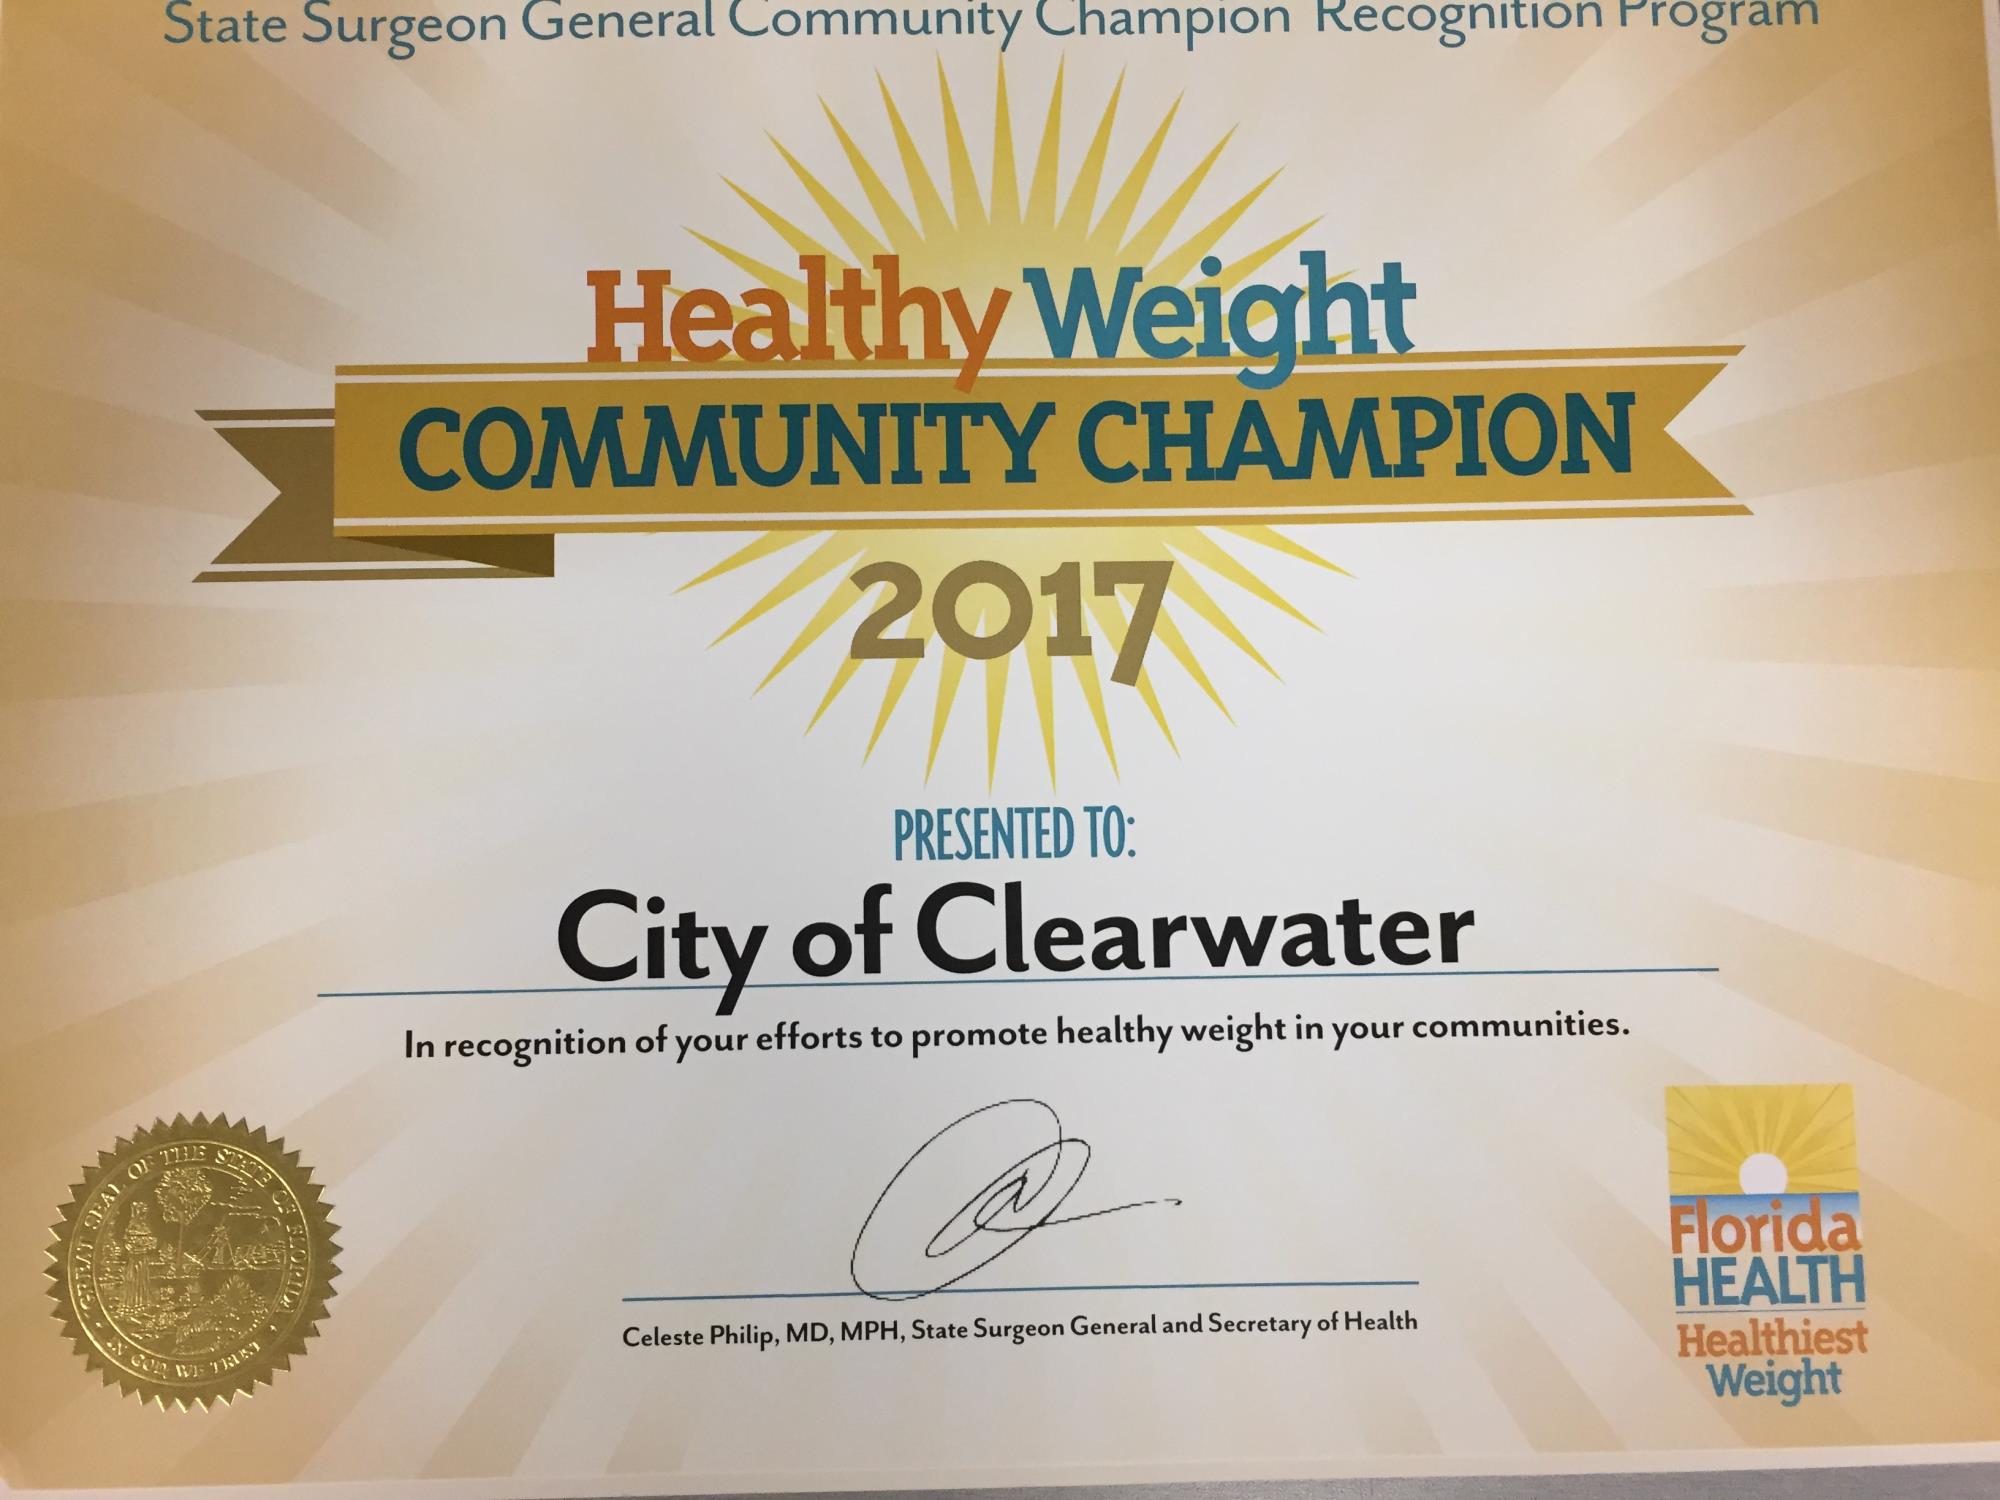 State Surgeon General Community Champion Recognition Program
Healthy Weight
COMMUNITY CHAMPION
2017
PRESENTED TO:
City of Clearwater
In recognition of your efforts to promote healthy weight in your communities.
Celeste Philip, MD, MPH, State Surgeon General and Secretary of Health
GREAT SEAL OF THE STATE OF FLORIDA
IN GOD WE TRUST
Florida
HEALTH
Healthiest
Weight